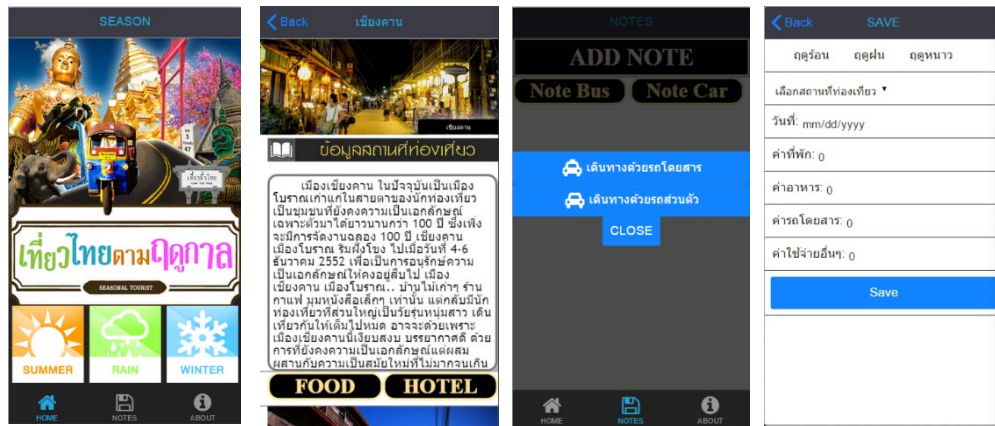 SEASON
เที่ยวไทย
เที่ยวไทยตามฤดูกาล
SEASONAL TOURIST
SUMMER
RAIN
WINTER
HOME
NOTES
ABOUT
Back
เชียงคาน
เชียงคาน
ข้อมูลสถานที่ท่องเที่ยว
เมืองเชียงคาน ในปัจจุบันเป็นเมือง
โบราณเก่าแก่ในสายตาของนักท่องเที่ยว
เป็นชุมชนที่ยังคงความเป็นเอกลักษณ์
เฉพาะตัวมาได้ยาวนานกว่า 100 ปี ซึ่งเพิ่ง
จะมีการจัดงานฉลอง 100 ปี เชียงคาน
เมืองโบราณ ริมฝั่งโขง ไปเมื่อวันที่ 4-6
ธันวาคม 2552 เพื่อเป็นการอนุรักษ์ความ
เป็นเอกลักษณ์ให้คงอยู่สืบไป เมือง
เชียงคาน เมืองโบราณ.. บ้านไม้เก่าๆ ร้าน
กาแฟ มุมหนังสือเล็กๆ เท่านั้น แต่กลับมีนัก
ท่องเที่ยวที่ส่วนใหญ่เป็นวัยรุ่นหนุ่มสาว เดิน
เที่ยวกันให้เต็มไปหมด อาจจะด้วยเพราะ
เมืองเชียงคานนี้เงียบสงบ บรรยากาศดี ด้วย
การที่ยังคงความเป็นเอกลักษณ์แต่ผสม
ผสานกับความเป็นสมัยใหม่ที่ไม่มากจนเกิน
FOOD
HOTEL
NOTES
ADD NOTE
Note Bus
Note Car
เดินทางด้วยรถโดยสาร
เดินทางด้วยรถส่วนตัว
CLOSE
HOME
NOTES
ABOUT
Back
SAVE
ฤดูร้อน ฤดูฝน ฤดูหนาว
เลือกสถานที่ท่องเที่ยว
วันที่: mm/dd/yyyy
ค่าที่พัก: 0
ค่าอาหาร: 0
ค่ารถโดยสาร: 0
ค่าใช้จ่ายอื่นๆ: 0
Save